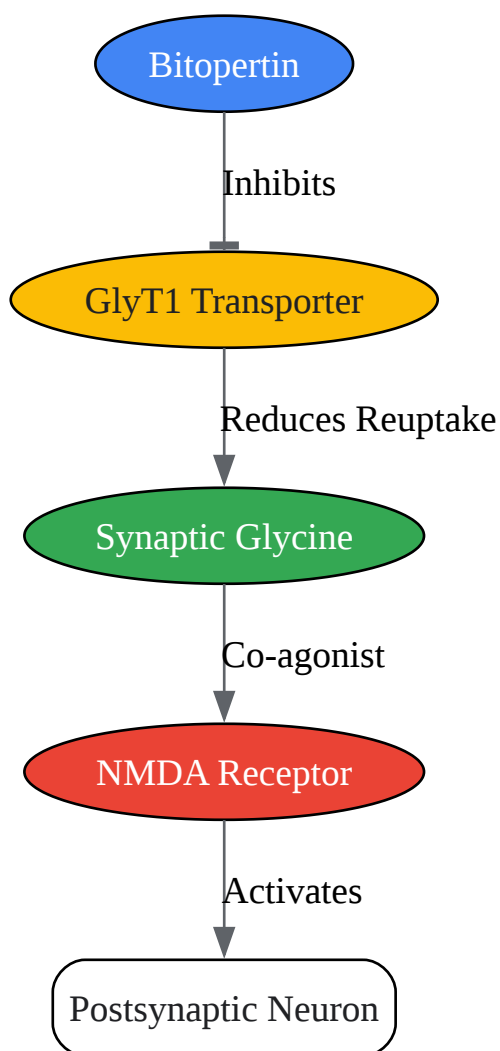 Bitopertin
Inhibits
GlyT1 Transporter
Reduces Reuptake
Synaptic Glycine
Co-agonist
NMDA Receptor
Activates
Postsynaptic Neuron